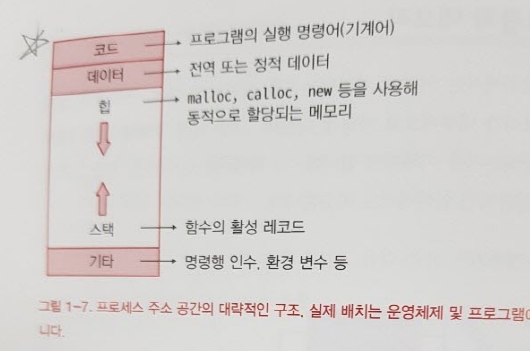 코드 프로그램의 실행 명령어(기계어)
데이터 전역 또는 정적 데이터
힙 malloc, calloc, new 등을 사용해
동적으로 할당되는 메모리
스택 함수의 활성 레코드
기타 명령행 인수, 환경 변수 등
그림 1-7. 프로세스 주소 공간의 대략적인 구조, 실제 배치는 운영체제 및 프로그램에
니다.